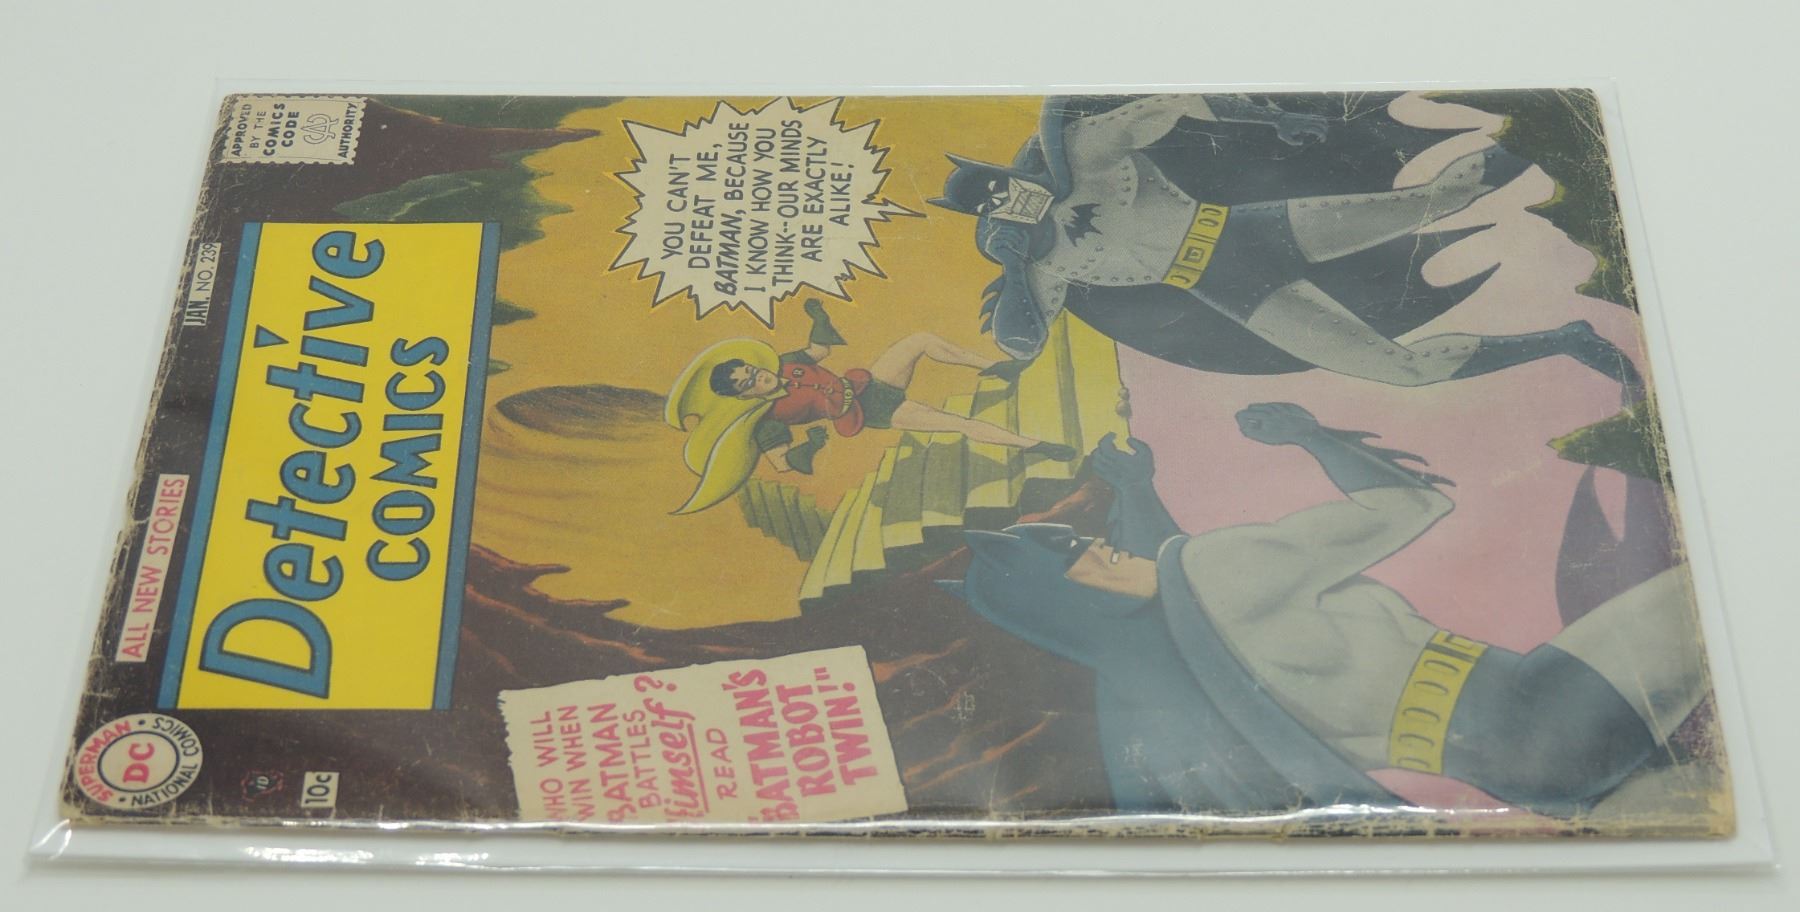 SUPERMAN
DC
NATIONAL COMICS
ALL NEW STORIES
JAN. NO. 239
APPROVED
BY THE
COMICS
CODE
AUTHORITY
10c
Detective
COMICS
YOU CAN'T
DEFEAT ME,
BATMAN, BECAUSE
I KNOW HOW YOU
THINK--OUR MINDS
ARE EXACTLY
ALIKE!
R
WHO WILL
WIN WHEN
BATMAN
BATTLES
himself?
READ
"BATMAN'S
ROBOT
TWIN!"